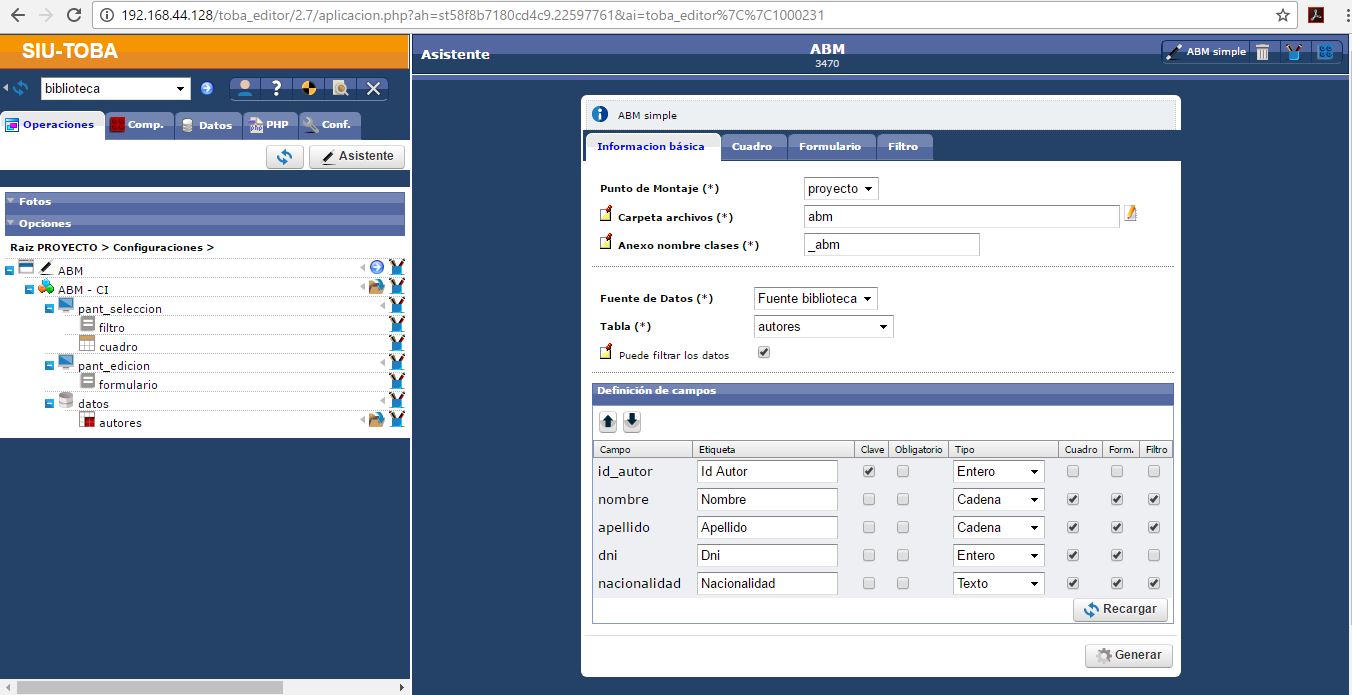 192.168.44.128/toba_editor/2.7/aplicacion.php?ah=st58f8b7180cd4c9.22597761&ai=toba_editor%7C%7C1000231
SIU-TOBA
biblioteca
?
Operaciones
Comp.
Datos
php
PHP
Conf.
Asistente
Fotos
Opciones
Raiz PROYECTO > Configuraciones >
ABM
ABM - CI
pant_seleccion
filtro
cuadro
pant_edicion
formulario
datos
autores
Asistente
ABM
3470
ABM simple
ABM simple
Informacion básica
Cuadro
Formulario
Filtro
Punto de Montaje (*) proyecto
Carpeta archivos (*) abm
Anexo nombre clases (*) _abm
Fuente de Datos (*) Fuente biblioteca
Tabla (*) autores
Puede filtrar los datos
Definición de campos
Campo Etiqueta Clave Obligatorio Tipo Cuadro Form. Filtro
id_autor Id Autor Entero
nombre Nombre Cadena
apellido Apellido Cadena
dni Dni Entero
nacionalidad Nacionalidad Texto
Recargar
Generar